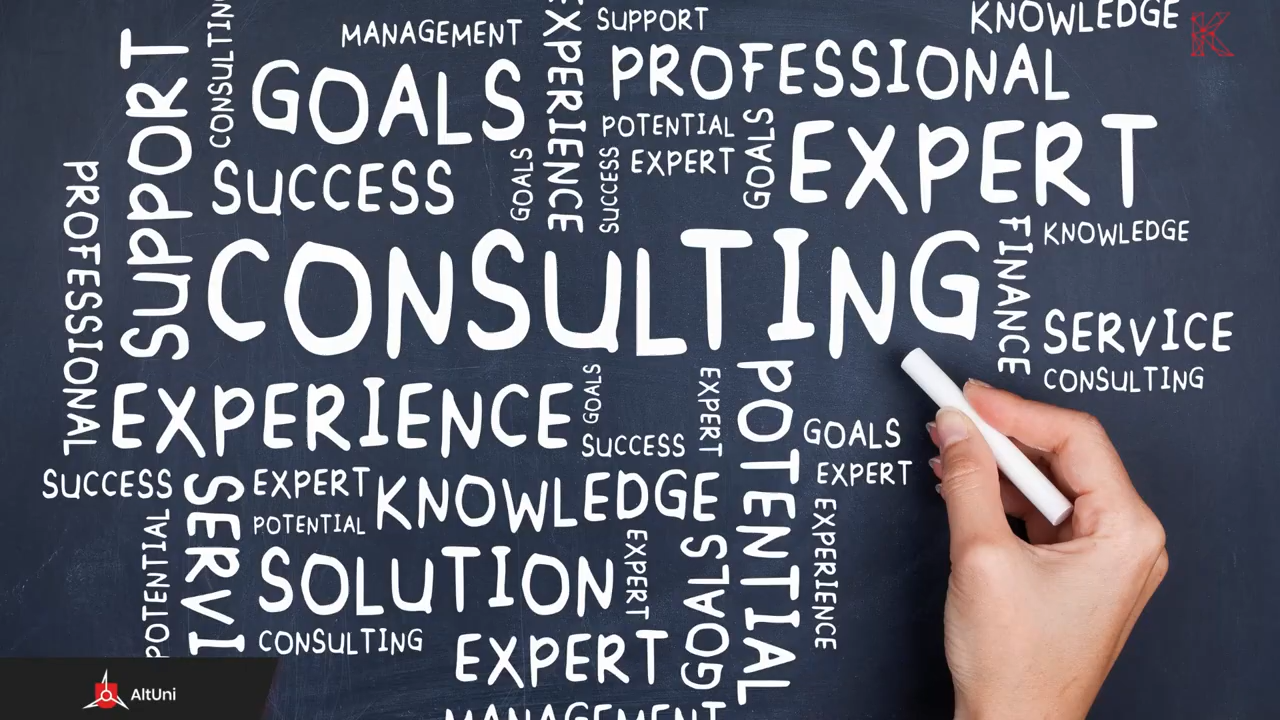 KNOWLEDGE
SUPPORT
MANAGEMENT
EXPERIENCE
CONSULTIN
SUPPORT
GOALS
PROFESSIONAL
POTENTIAL
GOALS
EXPERT
EXPERT
SUCCESS
GOALS
SUCCESS
PROFESSIONAL
CONSULTING
FINANCE
KNOWLEDGE
SERVICE
CONSULTING
EXPERIENCE
GOALS
SUCCESS
EXPERT
POTENTIAL
GOALS
EXPERT
SUCCESS
SERVI
EXPERT
POTENTIAL
KNOWLEDGE
EXPERIENCE
POTENTIAL
SOLUTION
EXPERT
GOALS
CONSULTING
EXPERT
MANAGEMENT
K
AltUni